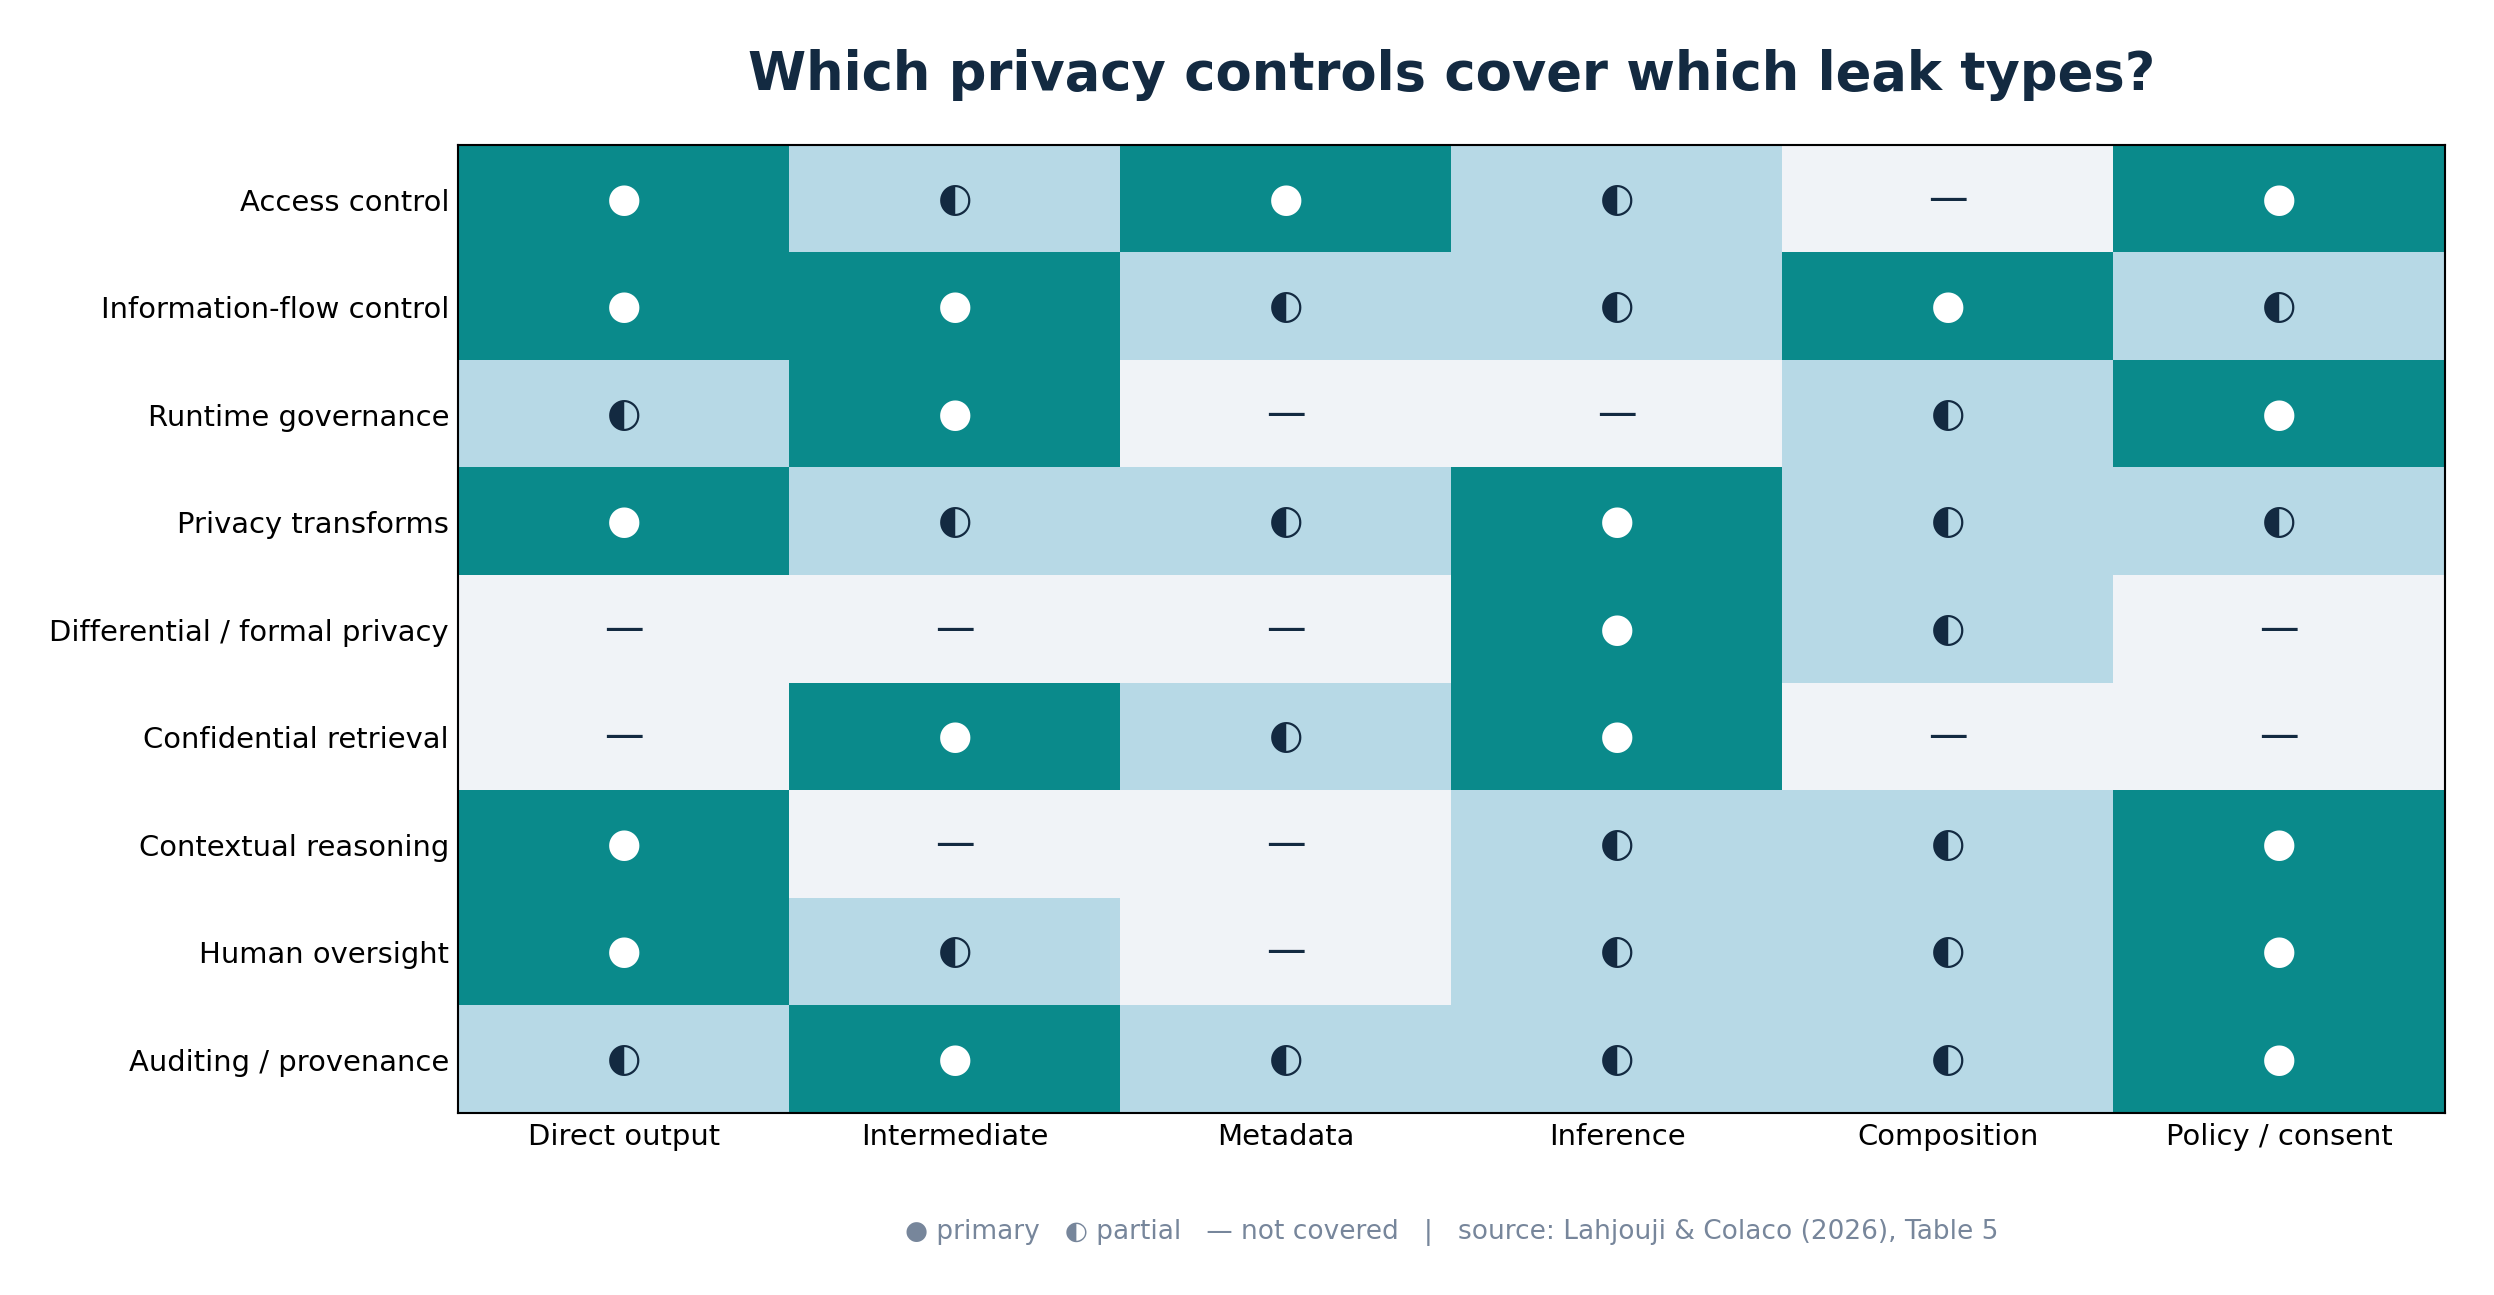 Which privacy controls cover which leak types?
Access control ● ◐ ● ◐ — ●
Information-flow control ● ● ◐ ◐ ● ◐
Runtime governance ◐ ● — — ◐ ●
Privacy transforms ● ◐ ◐ ● ◐ ◐
Differential / formal privacy — — — ● ◐ —
Confidential retrieval — ● ◐ ● — —
Contextual reasoning ● — — ◐ ◐ ●
Human oversight ● ◐ — ◐ ◐ ●
Auditing / provenance ◐ ● ◐ ◐ ◐ ●
Direct output Intermediate Metadata Inference Composition Policy / consent
● primary ◐ partial — not covered | source: Lahjouji & Colaco (2026), Table 5